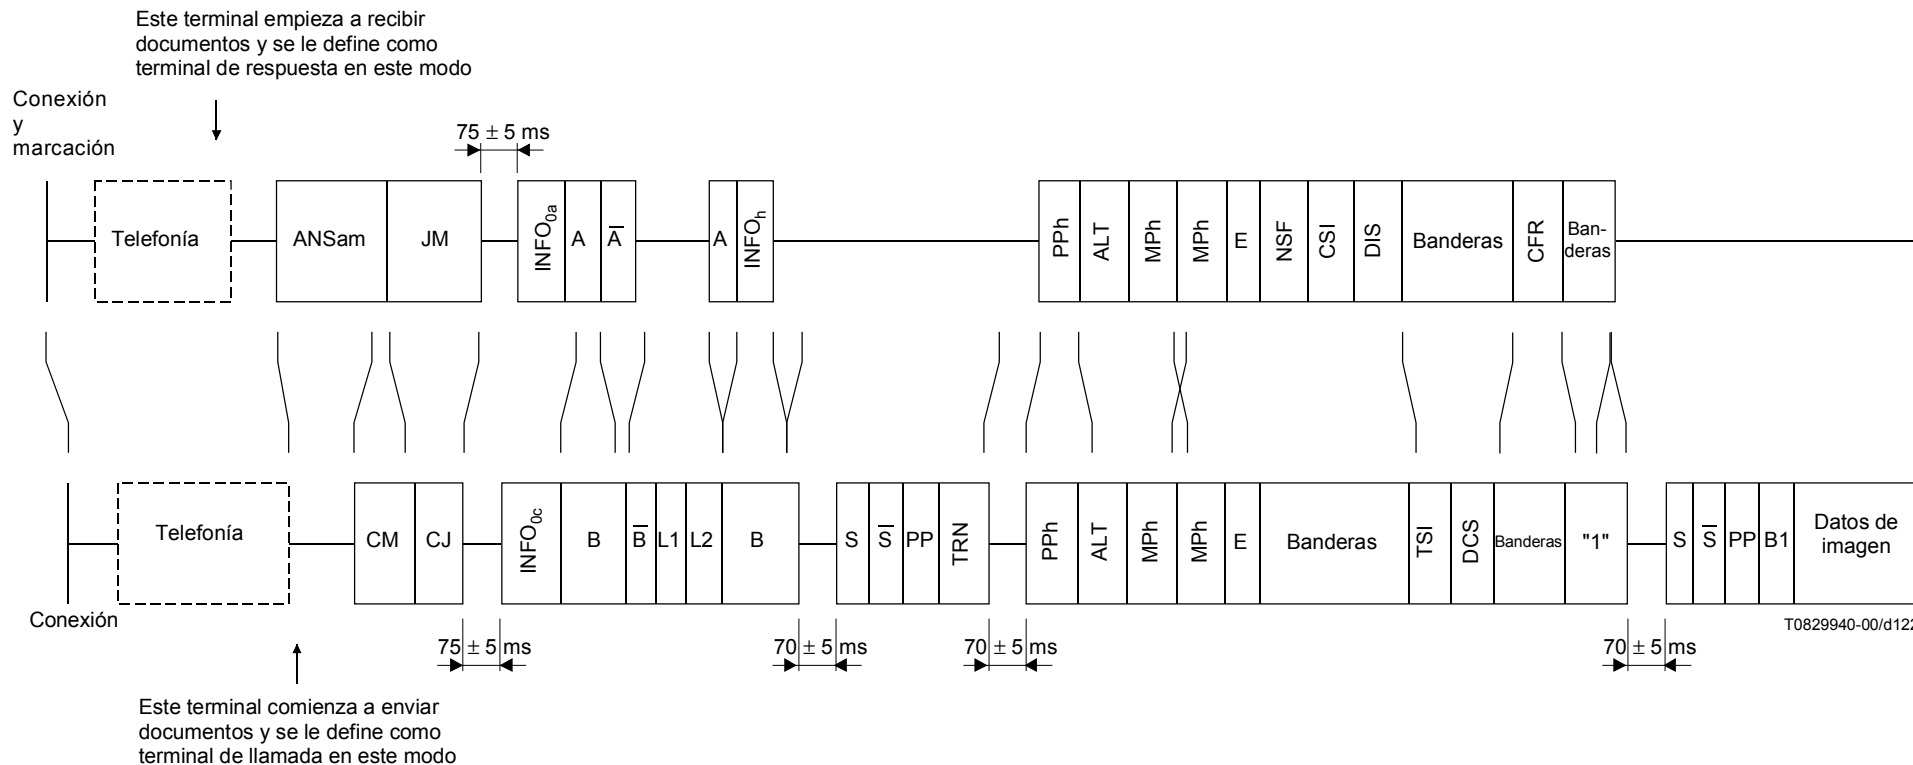 Este terminal empieza a recibir
documentos y se le define como
terminal de respuesta en este modo
Conexión
y
marcación
75 ± 5 ms
Telefonía
ANSam
JM
INFO0a
A
A̅
A
INFOh
PPh
ALT
MPh
MPh
E
NSF
CSI
DIS
Banderas
CFR
Ban-
deras
Telefonía
CM
CJ
INFO0c
B
B̅
L1
L2
B
S
S̅
PP
TRN
PPh
ALT
MPh
MPh
E
Banderas
TSI
DCS
Banderas
"1"
S
S̅
PP
B1
Datos de
imagen
Conexión
T0829940-00/d122
75 ± 5 ms
70 ± 5 ms
70 ± 5 ms
70 ± 5 ms
Este terminal comienza a enviar
documentos y se le define como
terminal de llamada en este modo